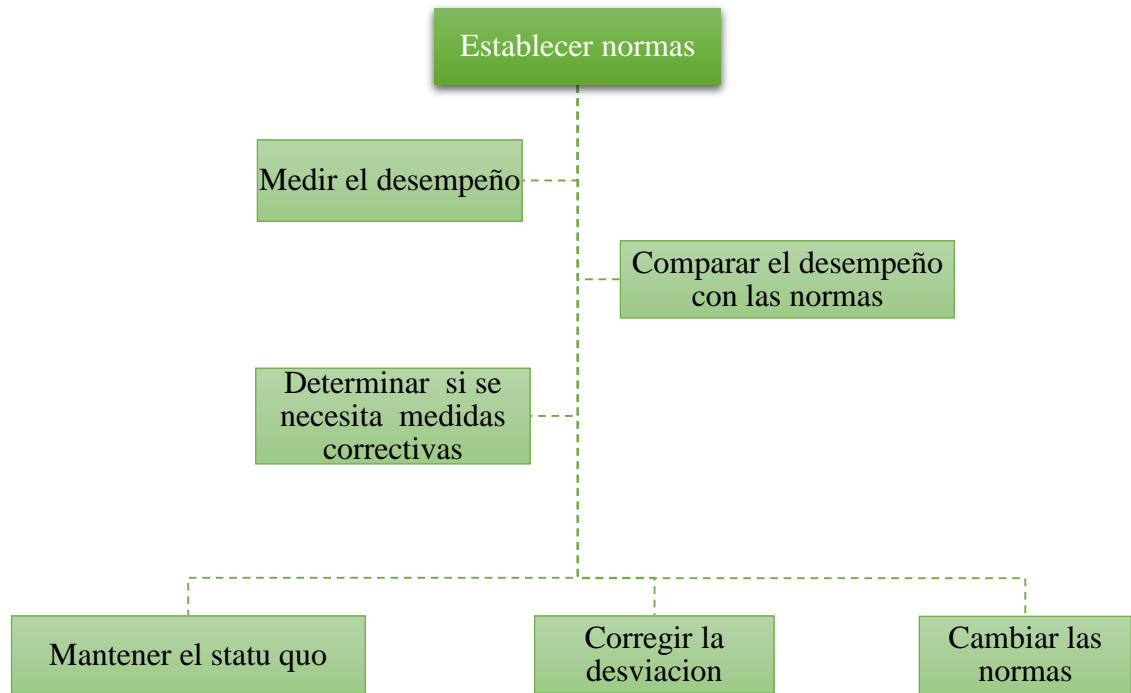 Establecer normas
Medir el desempeño
Comparar el desempeño
con las normas
Determinar si se
necesita medidas
correctivas
Mantener el statu quo
Corregir la
desviacion
Cambiar las
normas